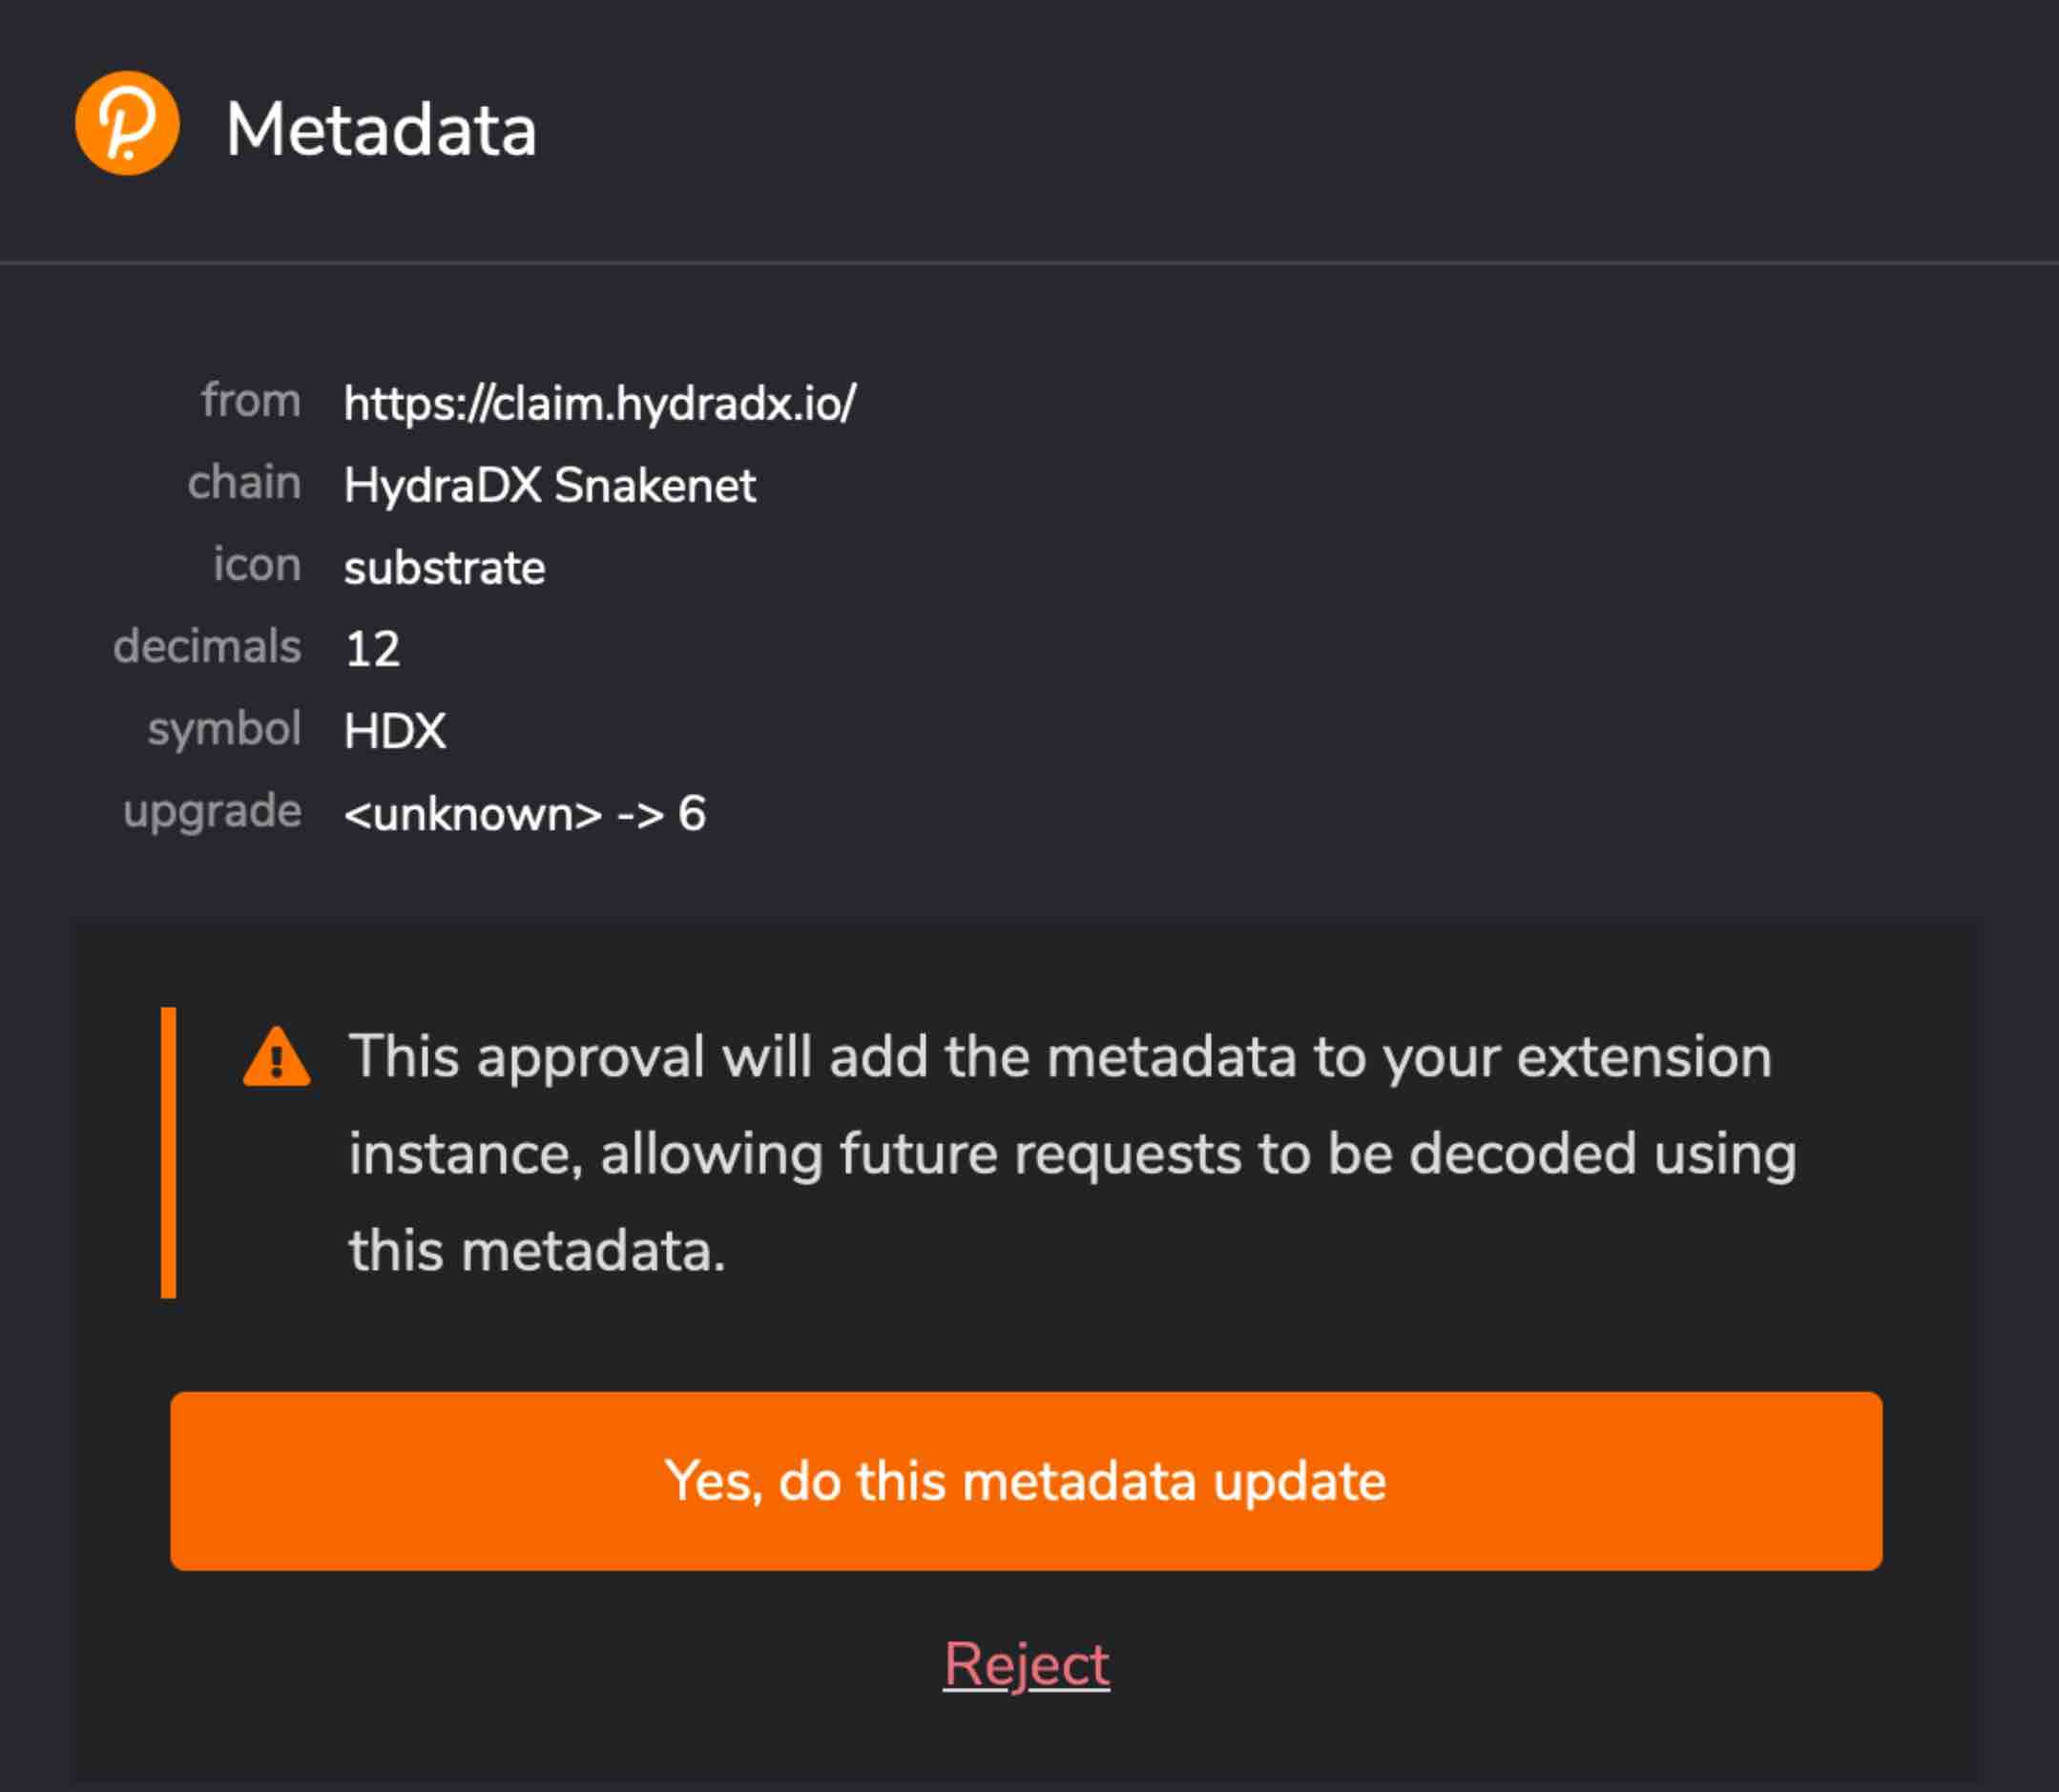 Metadata
from https://claim.hydradx.io/
chain HydraDX Snakenet
icon substrate
decimals 12
symbol HDX
upgrade <unknown> -> 6
This approval will add the metadata to your extension
instance, allowing future requests to be decoded using
this metadata.
Yes, do this metadata update
Reject